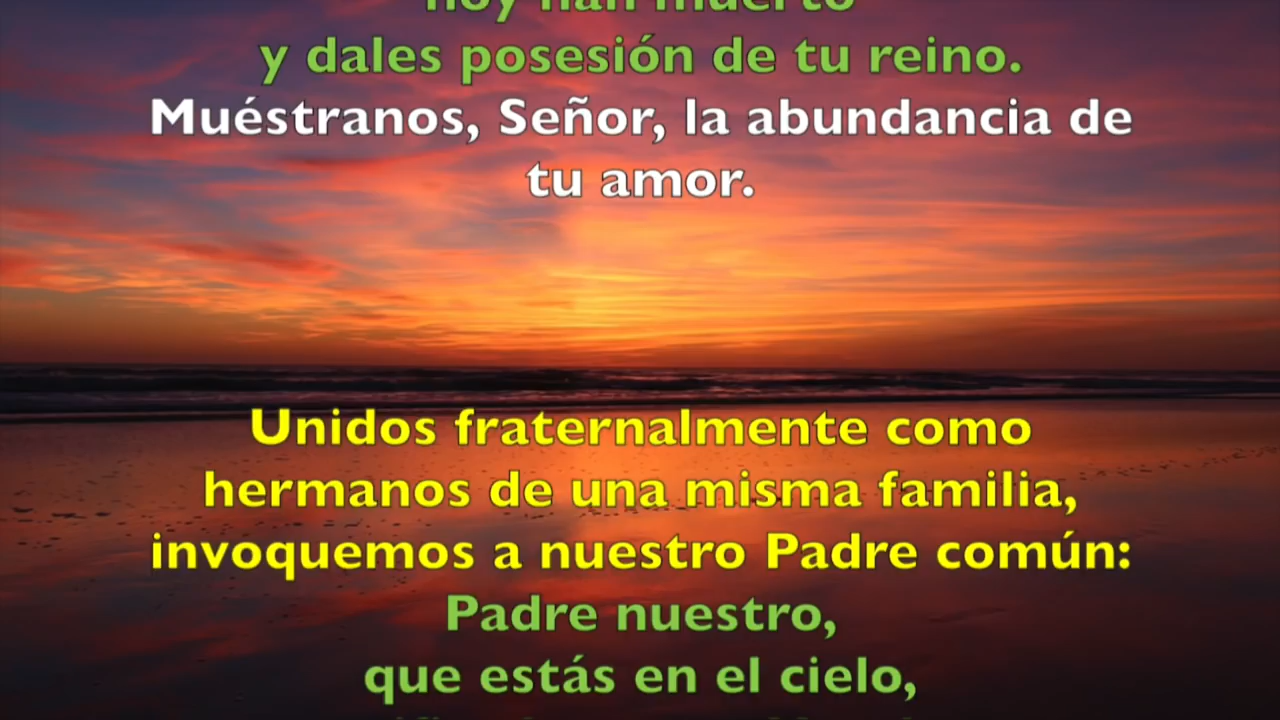 hoy han muerto
y dales posesión de tu reino.
Muéstranos, Señor, la abundancia de
tu amor.
Unidos fraternalmente como
hermanos de una misma familia,
invoquemos a nuestro Padre común:
Padre nuestro,
que estás en el cielo,